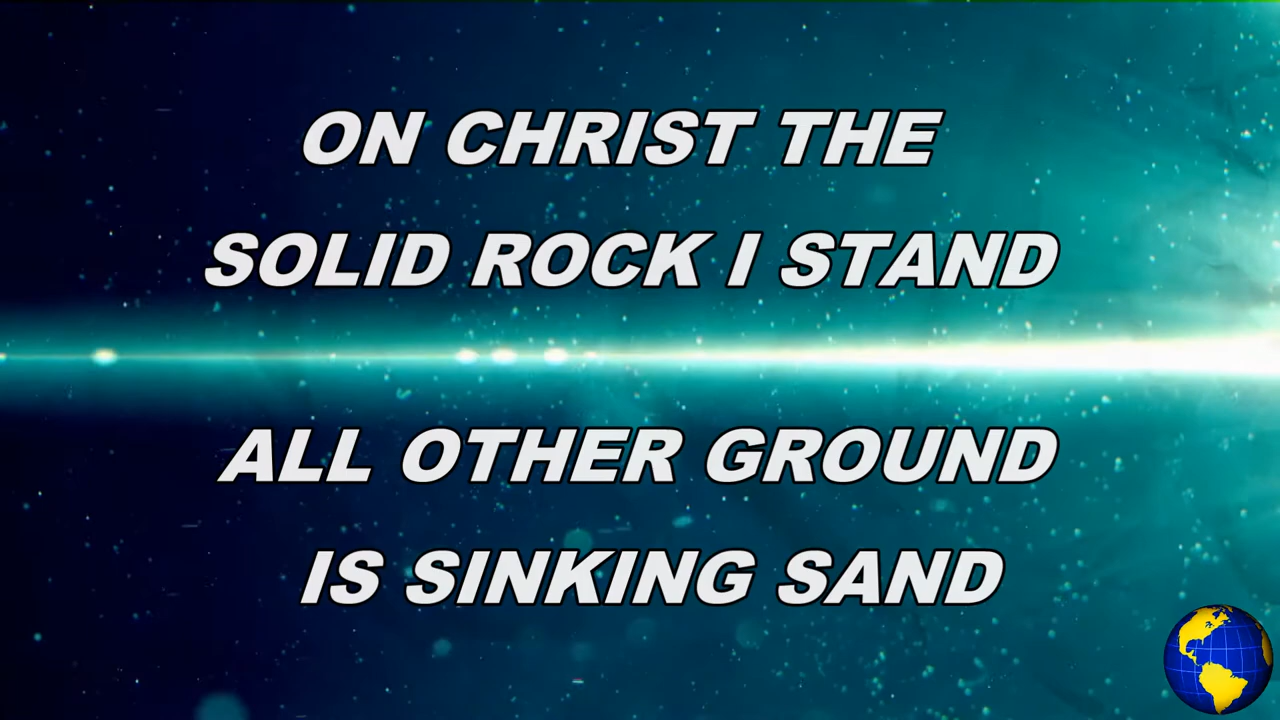 ON CHRIST THE
SOLID ROCK I STAND
ALL OTHER GROUND
IS SINKING SAND